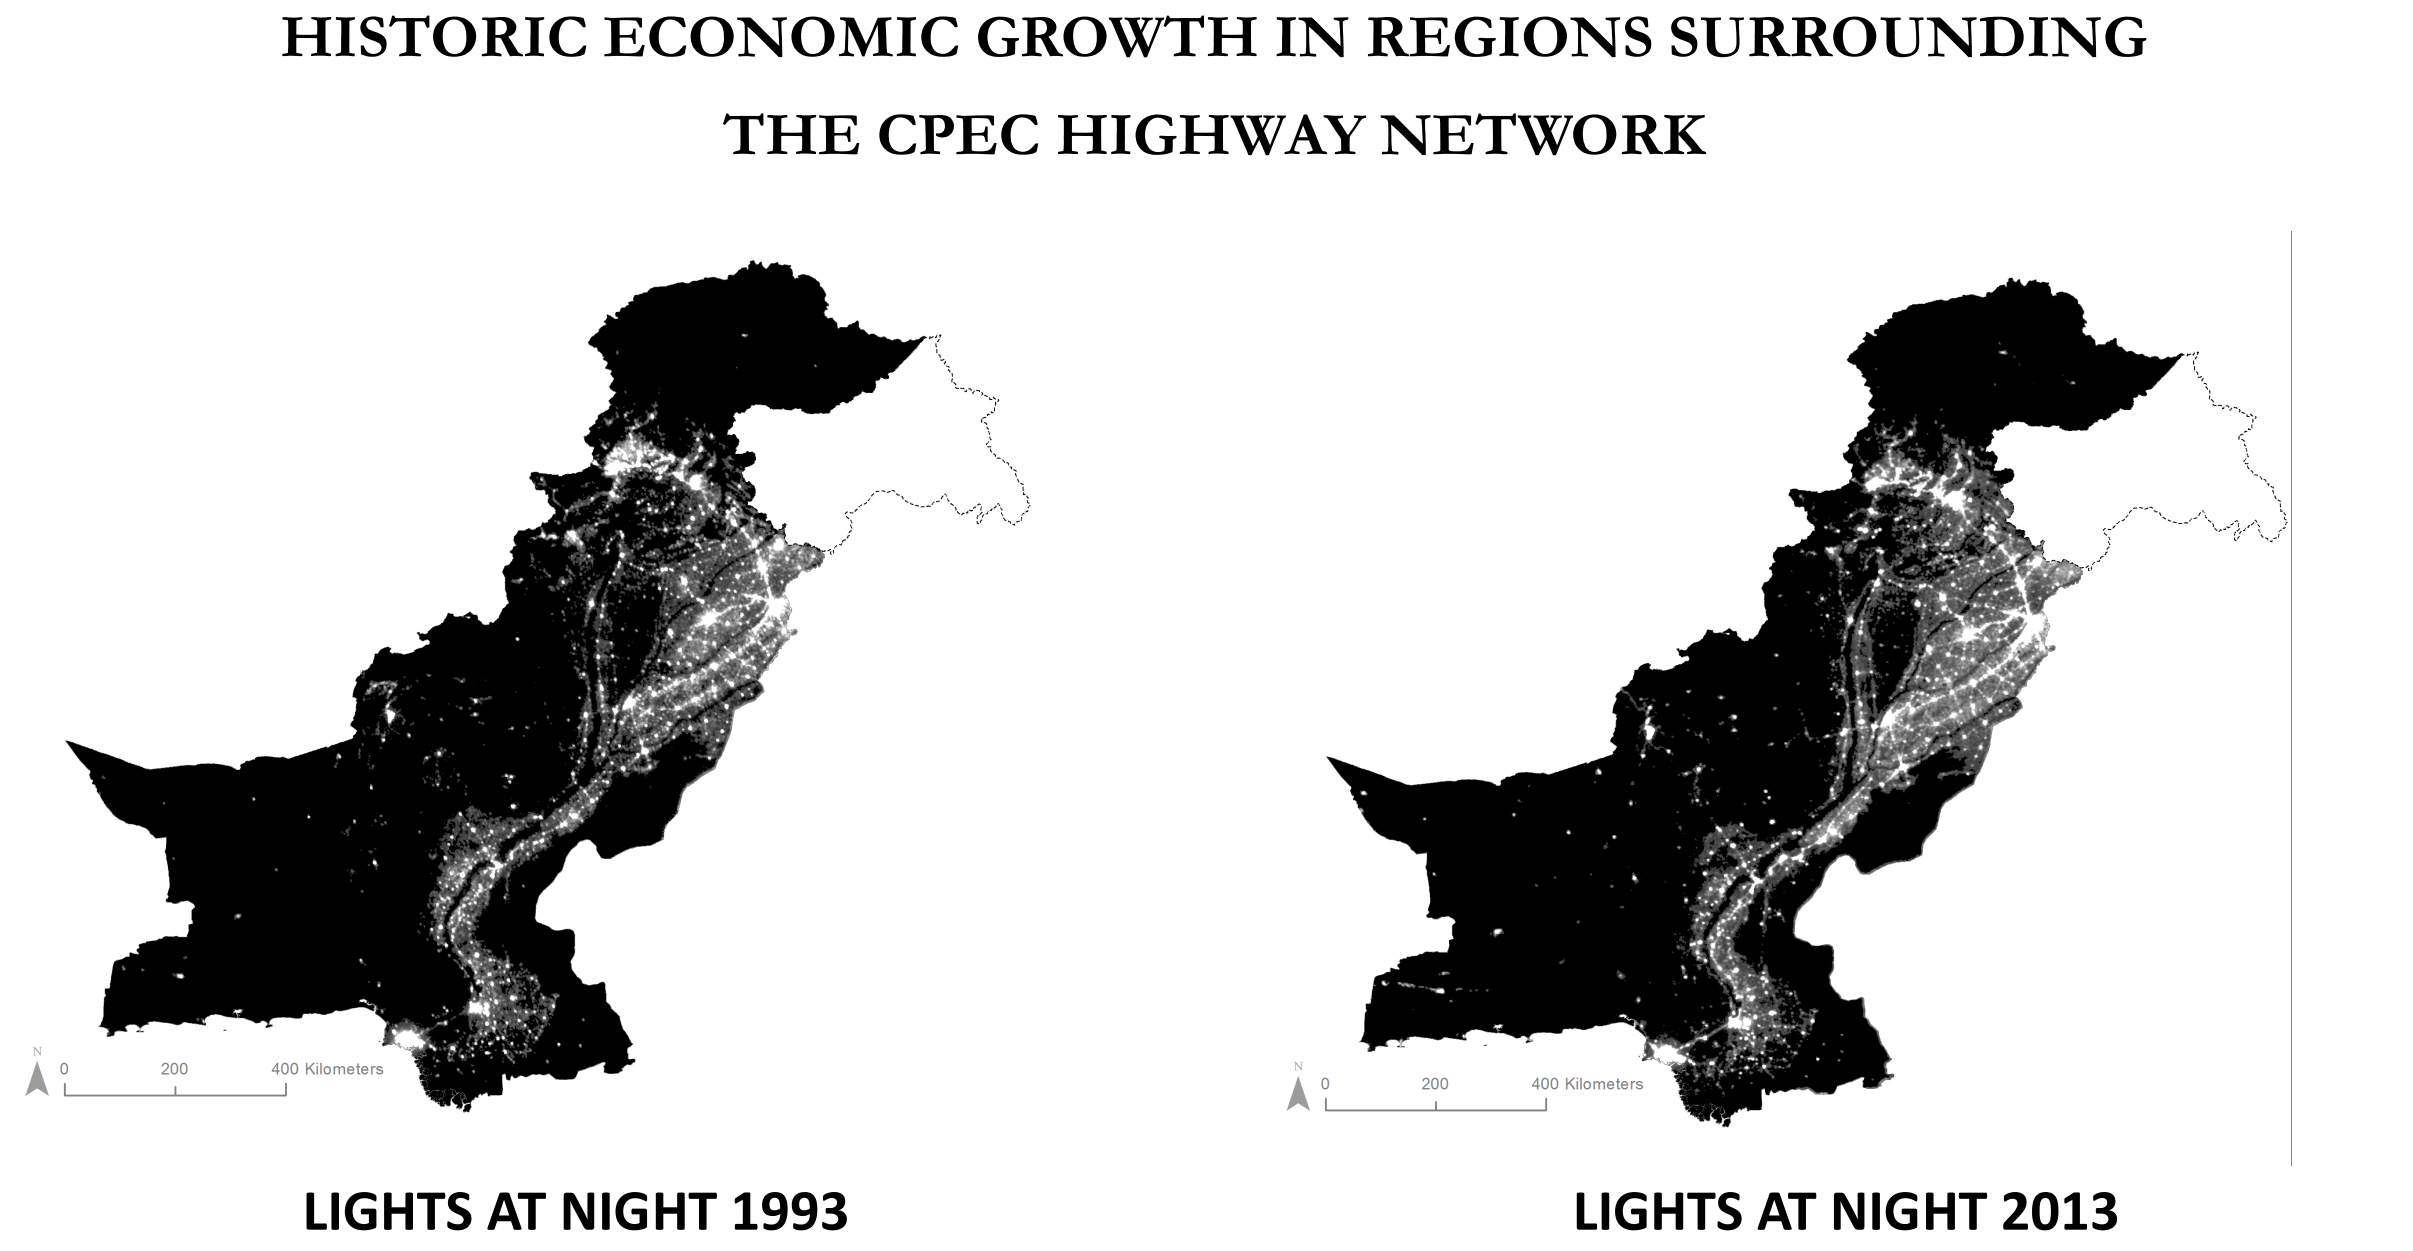 HISTORIC ECONOMIC GROWTH IN REGIONS SURROUNDING
THE CPEC HIGHWAY NETWORK
N
0 200 400 Kilometers
N
0 200 400 Kilometers
LIGHTS AT NIGHT 1993
LIGHTS AT NIGHT 2013